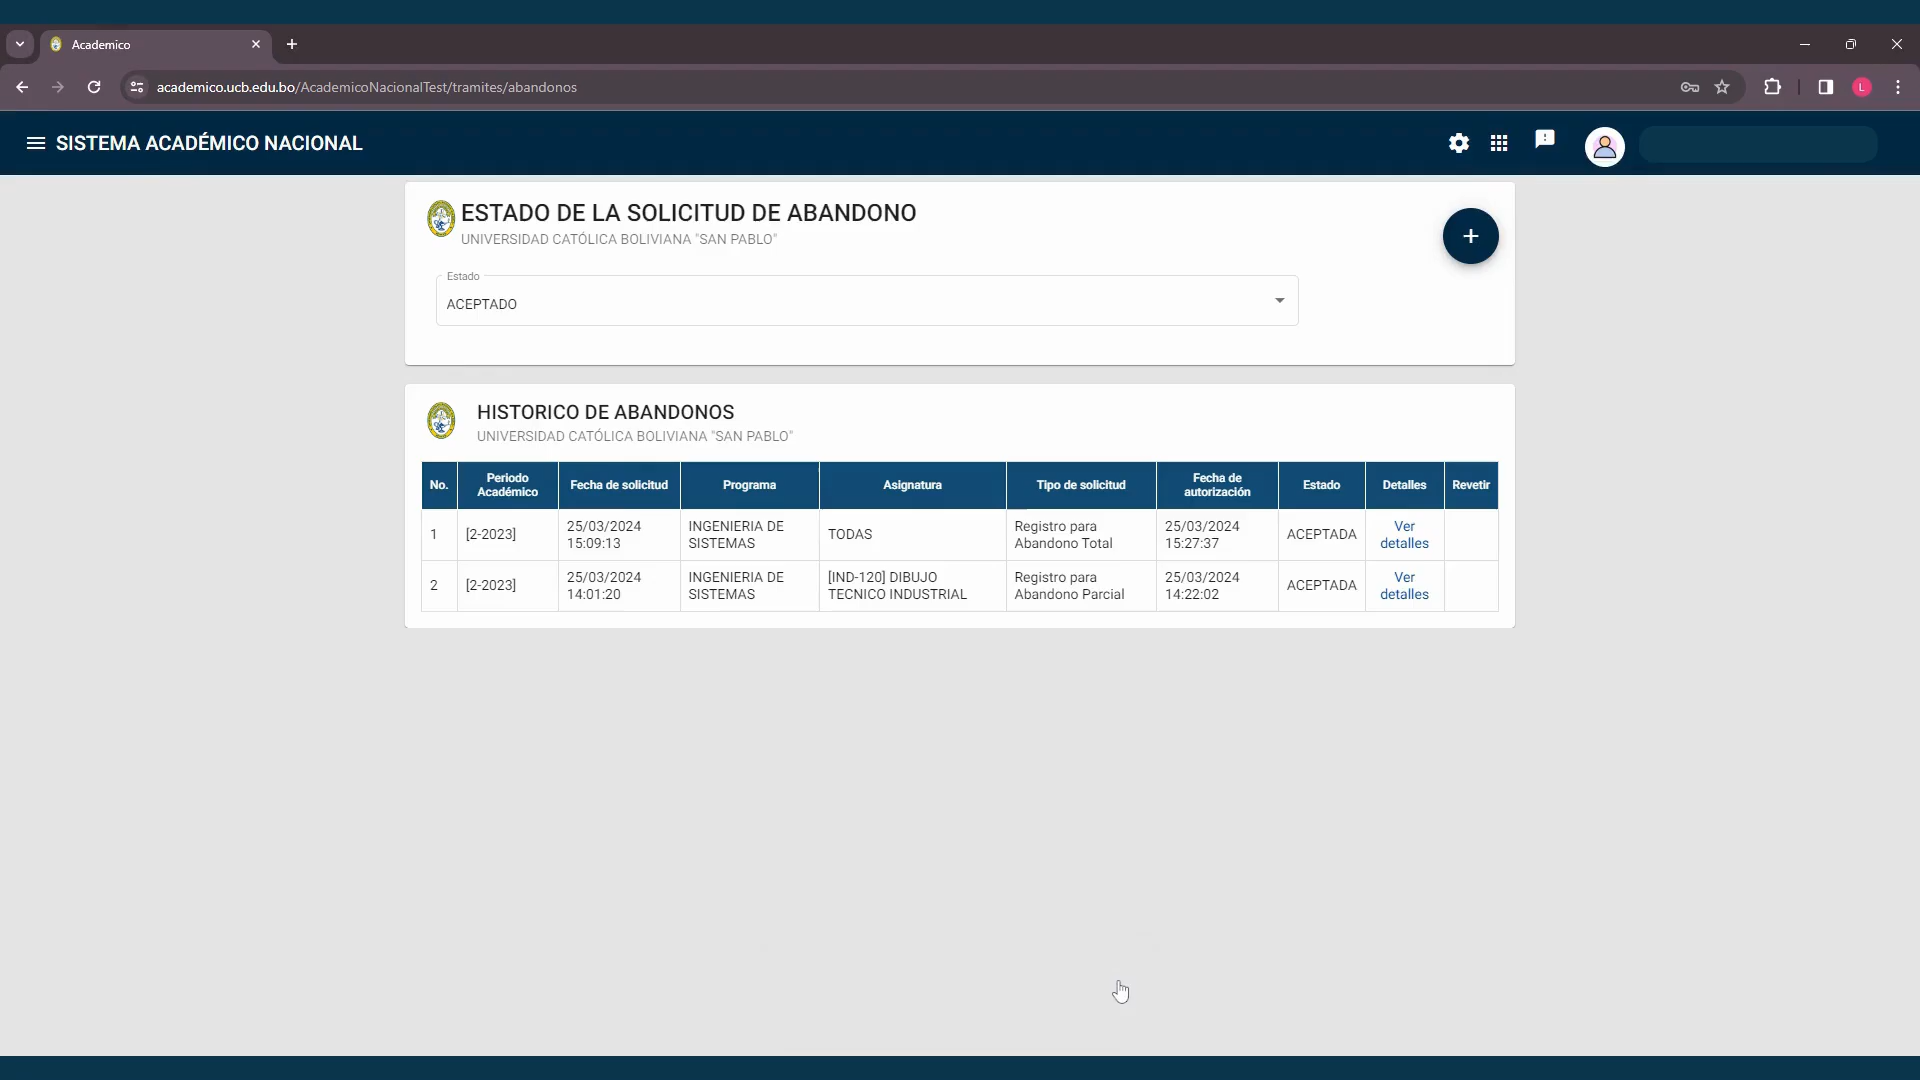 Academico
academico.ucb.edu.bo/AcademicoNacionalTest/tramites/abandonos
L
SISTEMA ACADÉMICO NACIONAL
ESTADO DE LA SOLICITUD DE ABANDONO
UNIVERSIDAD CATÓLICA BOLIVIANA "SAN PABLO"
Estado
ACEPTADO
HISTORICO DE ABANDONOS
UNIVERSIDAD CATÓLICA BOLIVIANA "SAN PABLO"
No. Periodo Académico Fecha de solicitud Programa Asignatura Tipo de solicitud Fecha de autorización Estado Detalles Revetir
1 [2-2023] 25/03/2024 15:09:13 INGENIERIA DE SISTEMAS TODAS Registro para Abandono Total 25/03/2024 15:27:37 ACEPTADA Ver detalles
2 [2-2023] 25/03/2024 14:01:20 INGENIERIA DE SISTEMAS [IND-120] DIBUJO TECNICO INDUSTRIAL Registro para Abandono Parcial 25/03/2024 14:22:02 ACEPTADA Ver detalles